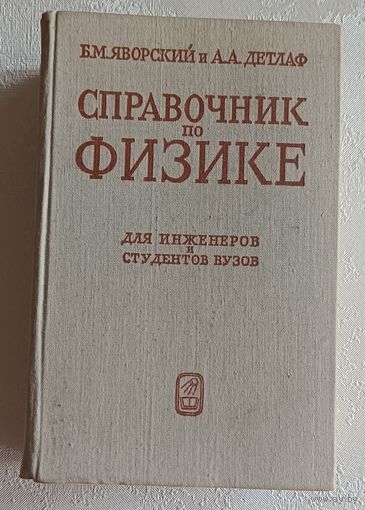 Б.М.ЯВОРСКИЙ и А.А.ДЕТЛАФ
СПРАВОЧНИК
ПО
ФИЗИКЕ
ДЛЯ ИНЖЕНЕРОВ
И
СТУДЕНТОВ ВУЗОВ